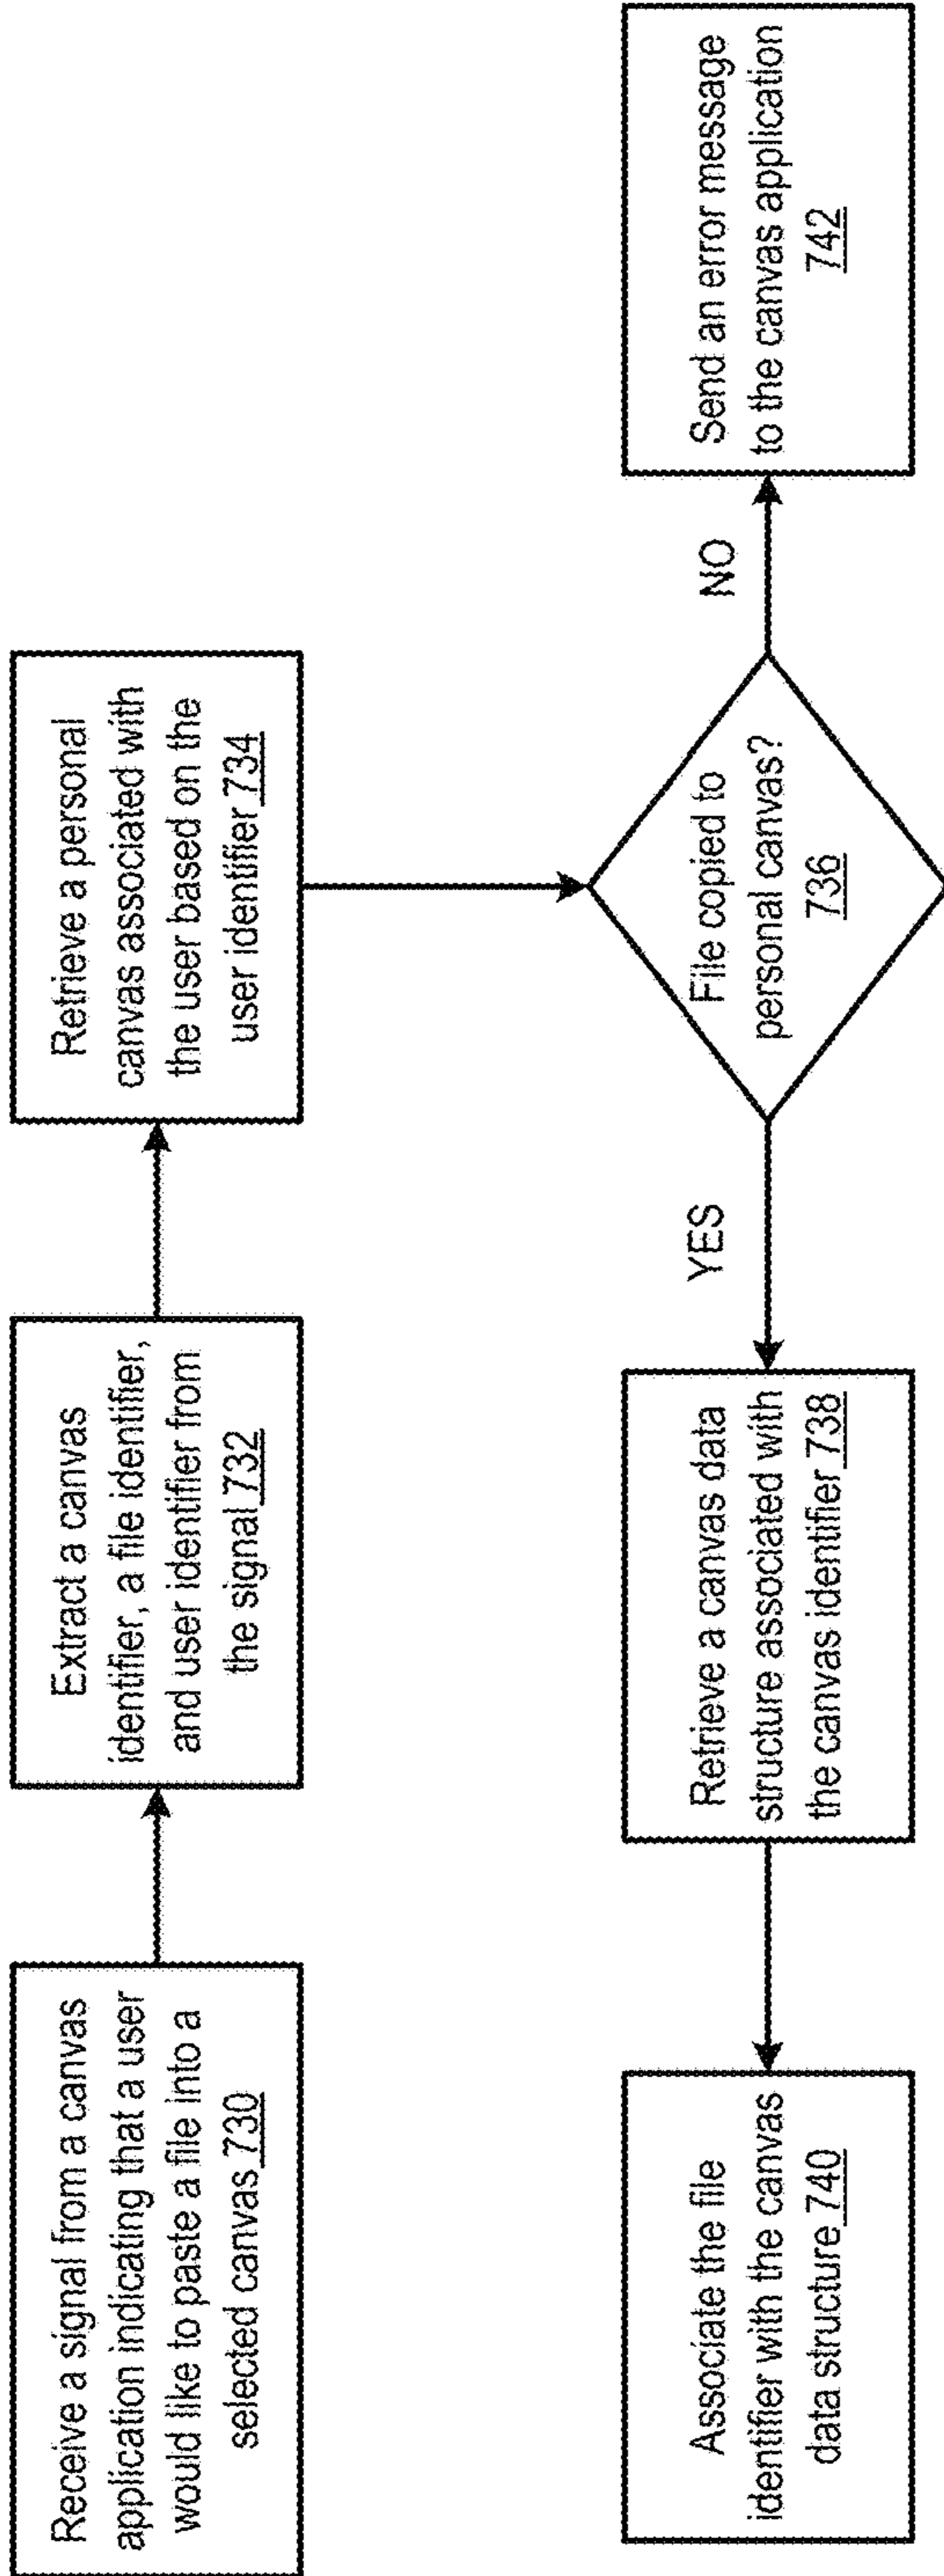 Receive a signal from a canvas
application indicating that a user
would like to paste a file into a
selected canvas 730
Extract a canvas
identifier, a file identifier,
and user identifier from
the signal 732
Retrieve a personal
canvas associated with
the user based on the
user identifier 734
File copied to
personal canvas?
736
YES
NO
Retrieve a canvas data
structure associated with
the canvas identifier 738
Associate the file
identifier with the canvas
data structure 740
Send an error message
to the canvas application
742